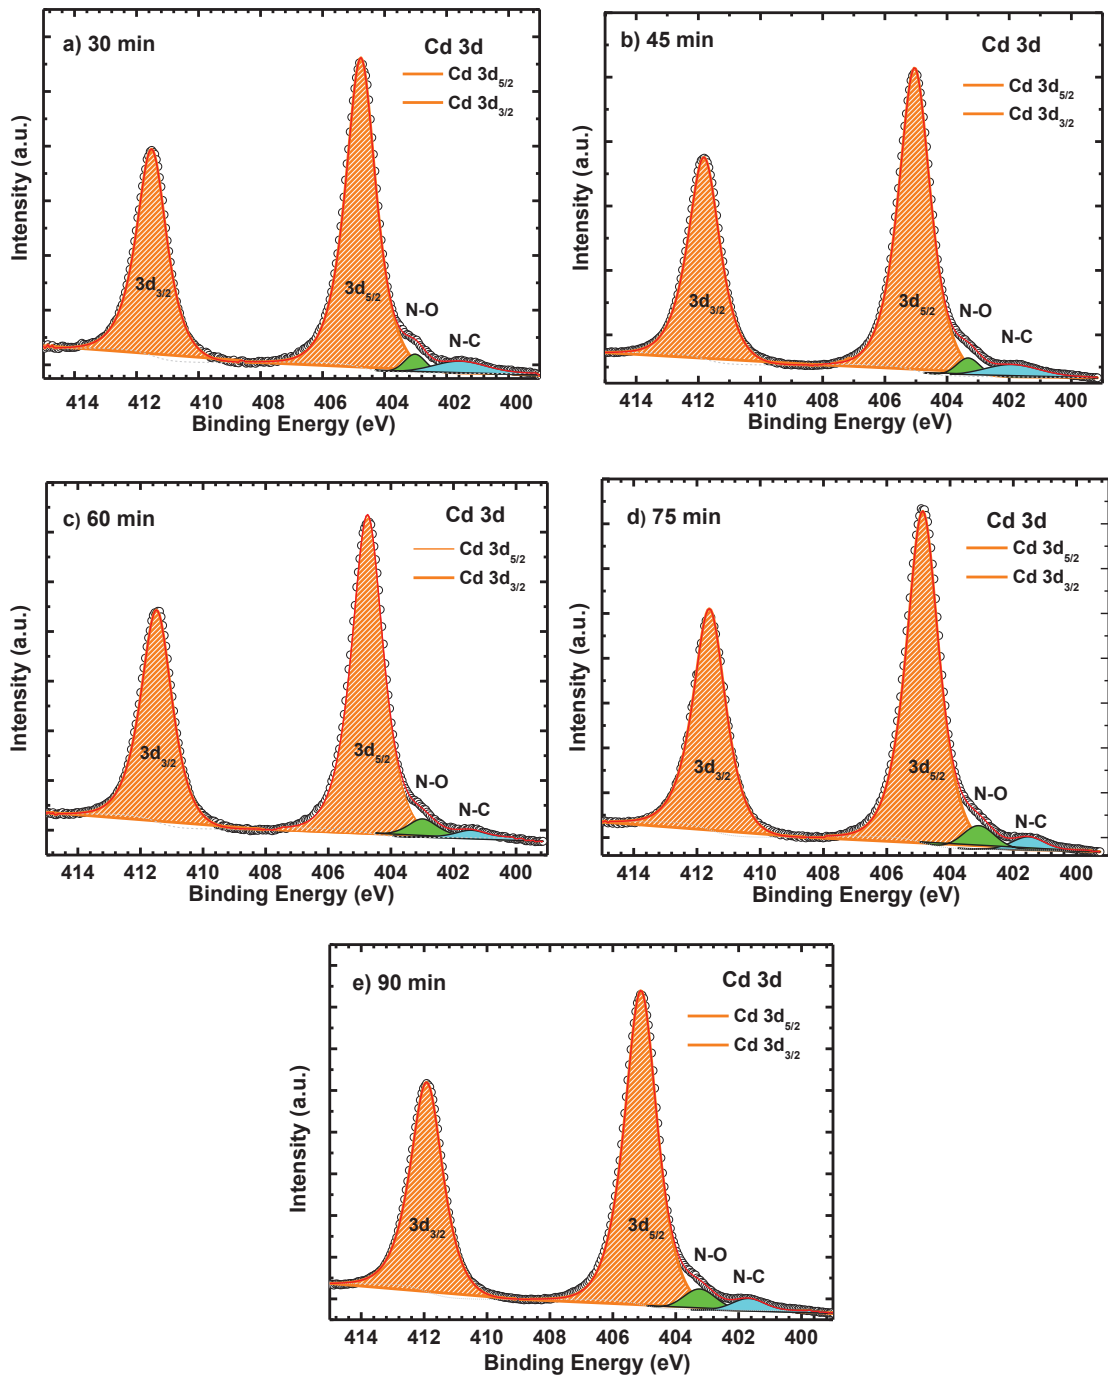 a) 30 min
Cd 3d
Cd 3d5/2
Cd 3d3/2
3d3/2
3d5/2
N-O
N-C
Intensity (a.u.)
414 412 410 408 406 404 402 400
Binding Energy (eV)
b) 45 min
Cd 3d
Cd 3d5/2
Cd 3d3/2
3d3/2
3d5/2
N-O
N-C
Intensity (a.u.)
414 412 410 408 406 404 402 400
Binding Energy (eV)
c) 60 min
Cd 3d
Cd 3d5/2
Cd 3d3/2
3d3/2
3d5/2
N-O
N-C
Intensity (a.u.)
414 412 410 408 406 404 402 400
Binding Energy (eV)
d) 75 min
Cd 3d
Cd 3d5/2
Cd 3d3/2
3d3/2
3d5/2
N-O
N-C
Intensity (a.u.)
414 412 410 408 406 404 402 400
Binding Energy (eV)
e) 90 min
Cd 3d
Cd 3d5/2
Cd 3d3/2
3d3/2
3d5/2
N-O
N-C
Intensity (a.u.)
414 412 410 408 406 404 402 400
Binding Energy (eV)